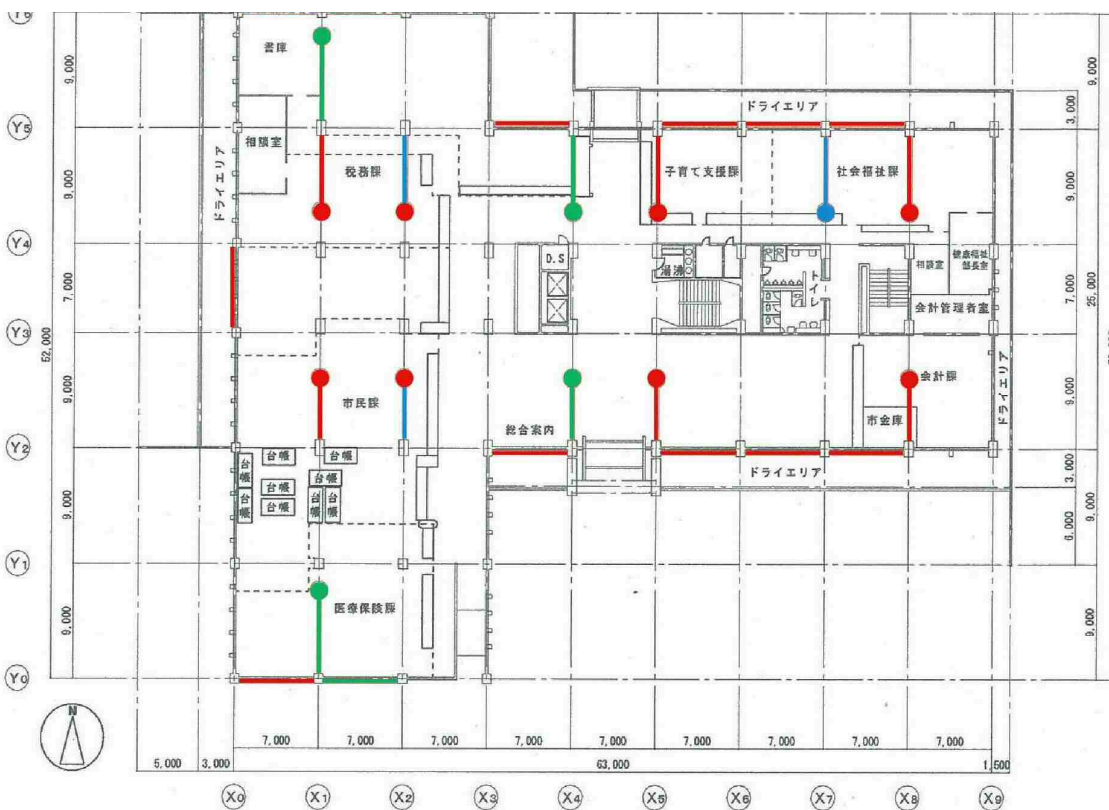 Y6
書庫
9,000
9,000
ドライエリア
3,000
Y5
相談室
税務課
子育て支援課
社会福祉課
ドライエリア
9,000
9,000
Y4
D.S
湯沸
トイレ
相談室
健康福祉部長室
7,000
7,000
25,000
会計管理者室
Y3
52,000
9,000
市民課
会計課
9,000
ドライエリア
総合案内
市金庫
Y2
台帳
台帳
台帳
ドライエリア
3,000
台帳
台帳
台帳
台帳
台帳
台帳
9,000
6,000
9,000
Y1
医療保険課
9,000
9,000
Y0
N
7,000
7,000
7,000
7,000
7,000
7,000
7,000
7,000
7,000
5,000
3,000
63,000
1,500
X0
X1
X2
X3
X4
X5
X6
X7
X8
X9